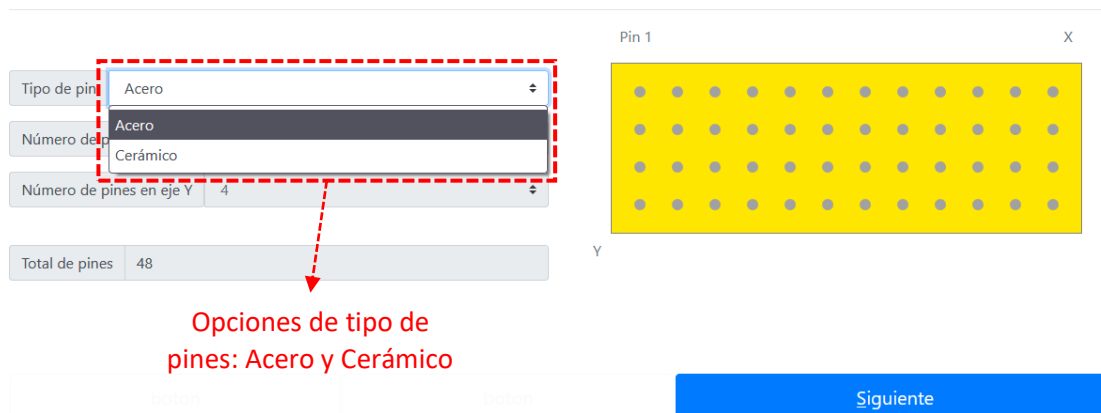 Pin 1
X
Tipo de pin
Acero
Acero
Cerámico
Número de p
Número de pines en eje Y
4
Y
Total de pines
48
Opciones de tipo de
pines: Acero y Cerámico
Siguiente